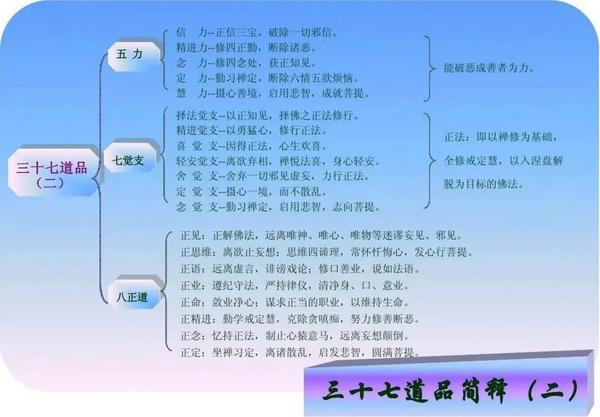 三十七道品
（二）
五 力
信　力--正信三宝，破除一切邪信。
精进力--修四正勤，断除诸恶。
念　力--修四念处，获正知见。
定　力--勤习禅定，断除六情五欲烦恼。
慧　力--摄心善境，启用悲智，成就菩提。
能破恶成善者为力。
七觉支
择法觉支--以正知见，择佛之正法修行。
精进觉支--以勇猛心，修行正法。
喜 觉 支--因得正法，心生欢喜。
轻安觉支--离欲弃相，禅悦法喜，身心轻安。
舍 觉 支--舍弃一切邪见虚妄，力行正法。
定 觉 支--摄心一境，而不散乱。
念 觉 支--勤习禅定，启用悲智，志向菩提。
正法：即以禅修为基础，
全修戒定慧，以入涅盘解
脱为目标的佛法。
八正道
正见：正解佛法，远离唯神、唯心、唯物等迷谬妄见、邪见。
正思维：离欲止妄想；思维四谛理，常怀忏悔心，发心行菩提。
正语：远离虚言，诽谤戏论；修口善业，说如法语。
正业：遵纪守法，严持律仪，清净身、口、意业。
正命：敛业净心；谋求正当的职业，以维持生命。
正精进：勤学戒定慧，克除贪嗔痴，努力修善断恶。
正念：忆持正法，制止心猿意马，远离妄想颠倒。
正定：坐禅习定，离诸散乱，启发悲智，圆满菩提。
三十七道品简释（二）